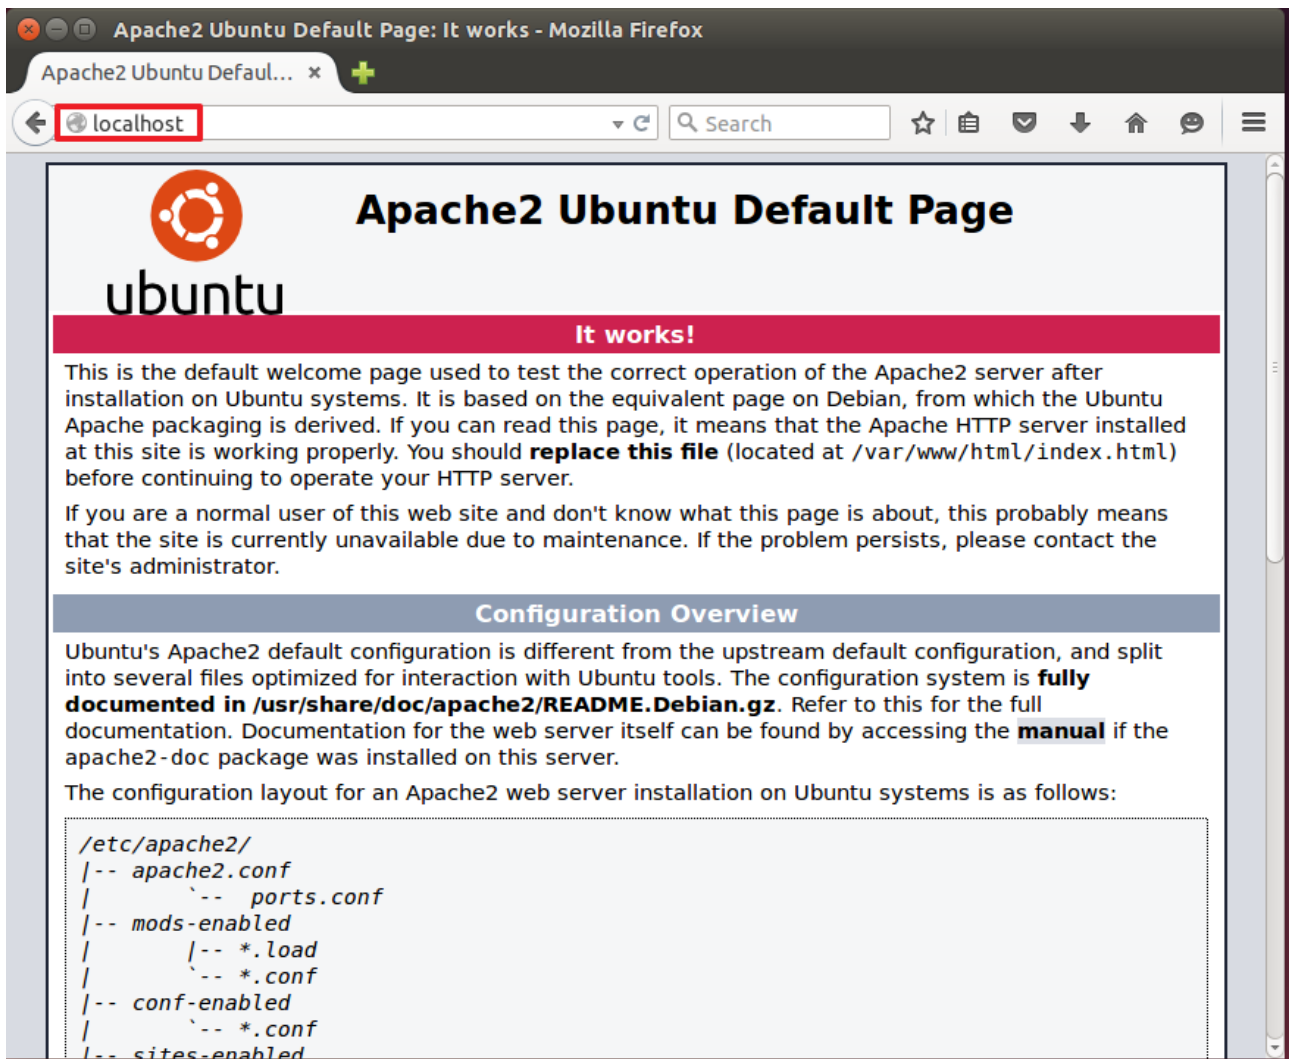 Apache2 Ubuntu Default Page: It works - Mozilla Firefox
Apache2 Ubuntu Defaul...
localhost
Search
ubuntu
Apache2 Ubuntu Default Page
It works!
This is the default welcome page used to test the correct operation of the Apache2 server after
installation on Ubuntu systems. It is based on the equivalent page on Debian, from which the Ubuntu
Apache packaging is derived. If you can read this page, it means that the Apache HTTP server installed
at this site is working properly. You should replace this file (located at /var/www/html/index.html)
before continuing to operate your HTTP server.
If you are a normal user of this web site and don't know what this page is about, this probably means
that the site is currently unavailable due to maintenance. If the problem persists, please contact the
site's administrator.
Configuration Overview
Ubuntu's Apache2 default configuration is different from the upstream default configuration, and split
into several files optimized for interaction with Ubuntu tools. The configuration system is fully
documented in /usr/share/doc/apache2/README.Debian.gz. Refer to this for the full
documentation. Documentation for the web server itself can be found by accessing the manual if the
apache2-doc package was installed on this server.
The configuration layout for an Apache2 web server installation on Ubuntu systems is as follows:
/etc/apache2/
|-- apache2.conf
|       `--  ports.conf
|-- mods-enabled
|       |-- *.load
|       `-- *.conf
|-- conf-enabled
|       `-- *.conf
|-- sites-enabled